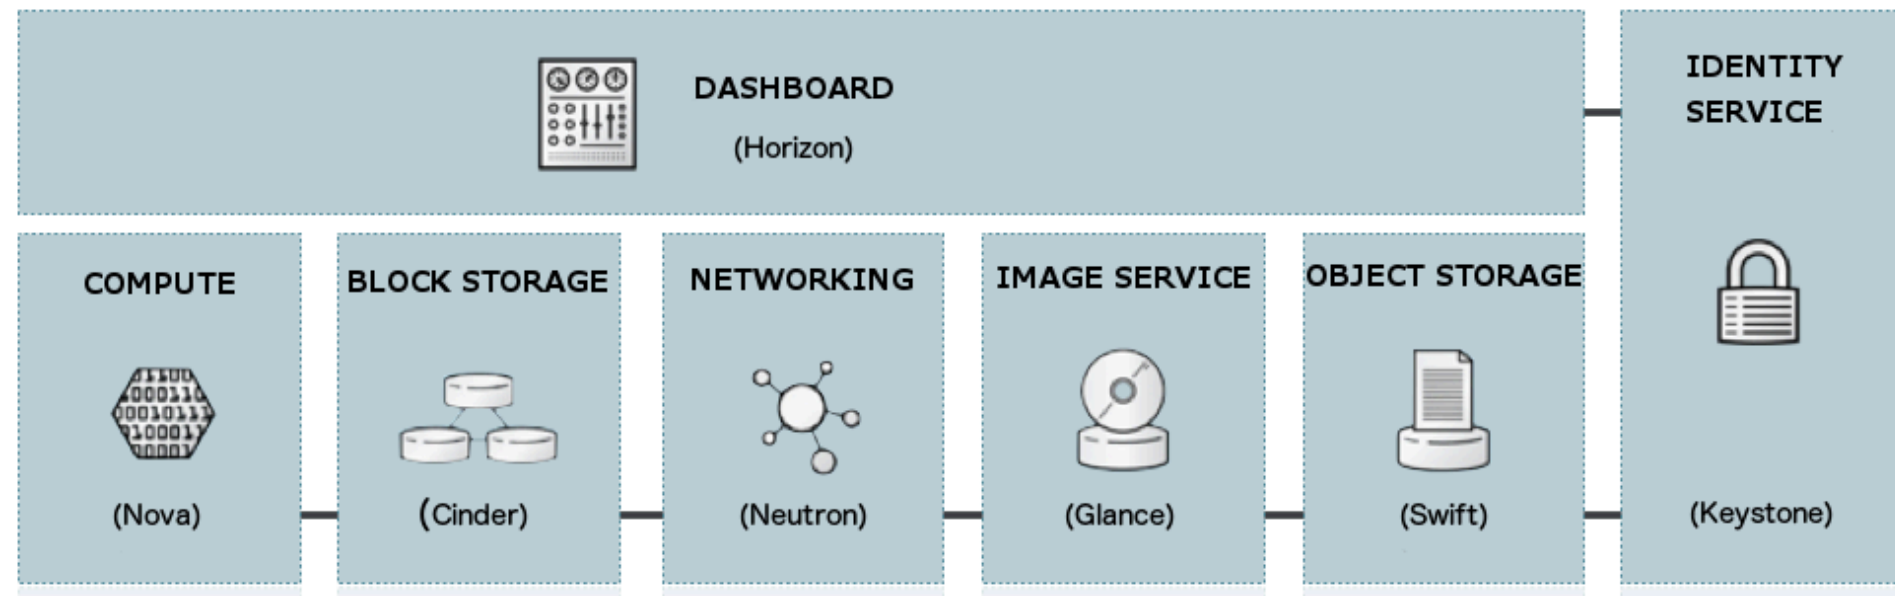 DASHBOARD
(Horizon)
IDENTITY
SERVICE
(Keystone)
COMPUTE
(Nova)
BLOCK STORAGE
(Cinder)
NETWORKING
(Neutron)
IMAGE SERVICE
(Glance)
OBJECT STORAGE
(Swift)